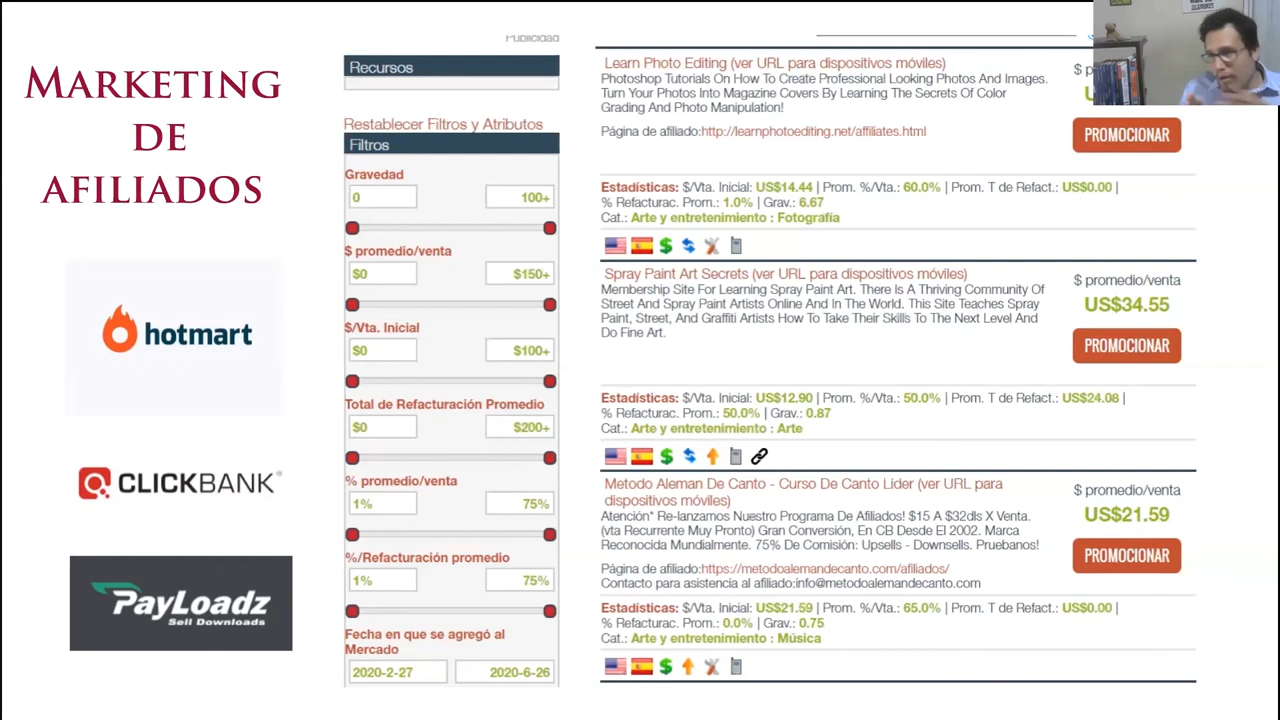 MARKETING
DE
AFILIADOS
hotmart
CLICKBANK®
PayLoadz
Sell Downloads
Publicidad
Recursos
Restablecer Filtros y Atributos
Filtros
Gravedad
0 100+
$ promedio/venta
$0 $150+
$/Vta. Inicial
$0 $100+
Total de Refacturación Promedio
$0 $200+
% promedio/venta
1% 75%
%/Refacturación promedio
1% 75%
Fecha en que se agregó al
Mercado
2020-2-27 2020-6-26
Learn Photo Editing (ver URL para dispositivos móviles)
Photoshop Tutorials On How To Create Professional Looking Photos And Images.
Turn Your Photos Into Magazine Covers By Learning The Secrets Of Color
Grading And Photo Manipulation!
Página de afiliado:http://learnphotoediting.net/affiliates.html
PROMOCIONAR
Estadísticas: $/Vta. Inicial: US$14.44 | Prom. %/Vta.: 60.0% | Prom. T de Refact.: US$0.00 |
% Refacturac. Prom.: 1.0% | Grav.: 6.67
Cat.: Arte y entretenimiento : Fotografía
Spray Paint Art Secrets (ver URL para dispositivos móviles)
Membership Site For Learning Spray Paint Art. There Is A Thriving Community Of
Street And Spray Paint Artists Online And In The World. This Site Teaches Spray
Paint, Street, And Graffiti Artists How To Take Their Skills To The Next Level And
Do Fine Art.
$ promedio/venta
US$34.55
PROMOCIONAR
Estadísticas: $/Vta. Inicial: US$12.90 | Prom. %/Vta.: 50.0% | Prom. T de Refact.: US$24.08 |
% Refacturac. Prom.: 50.0% | Grav.: 0.87
Cat.: Arte y entretenimiento : Arte
Metodo Aleman De Canto - Curso De Canto Lider (ver URL para
dispositivos móviles)
Atención* Re-lanzamos Nuestro Programa De Afiliados! $15 A $32dls X Venta.
(vta Recurrente Muy Pronto) Gran Conversión, En CB Desde El 2002. Marca
Reconocida Mundialmente. 75% De Comisión: Upsells - Downsells. Pruebanos!
Página de afiliado:https://metodoalemandecanto.com/afiliados/
Contacto para asistencia al afiliado:info@metodoalemandecanto.com
$ promedio/venta
US$21.59
PROMOCIONAR
Estadísticas: $/Vta. Inicial: US$21.59 | Prom. %/Vta.: 65.0% | Prom. T de Refact.: US$0.00 |
% Refacturac. Prom.: 0.0% | Grav.: 0.75
Cat.: Arte y entretenimiento : Música